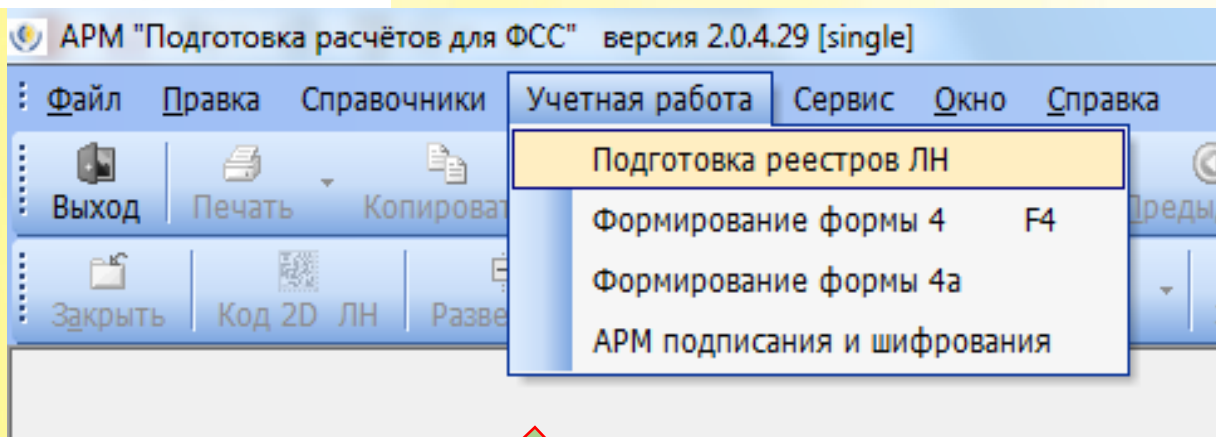 АРМ "Подготовка расчётов для ФСС" версия 2.0.4.29 [single]
Файл Правка Справочники Учетная работа Сервис Окно Справка
Подготовка реестров ЛН
Выход Печать Копироват
Формирование формы 4 F4
Формирование формы 4а
Закрыть Код 2D ЛН Разве
АРМ подписания и шифрования